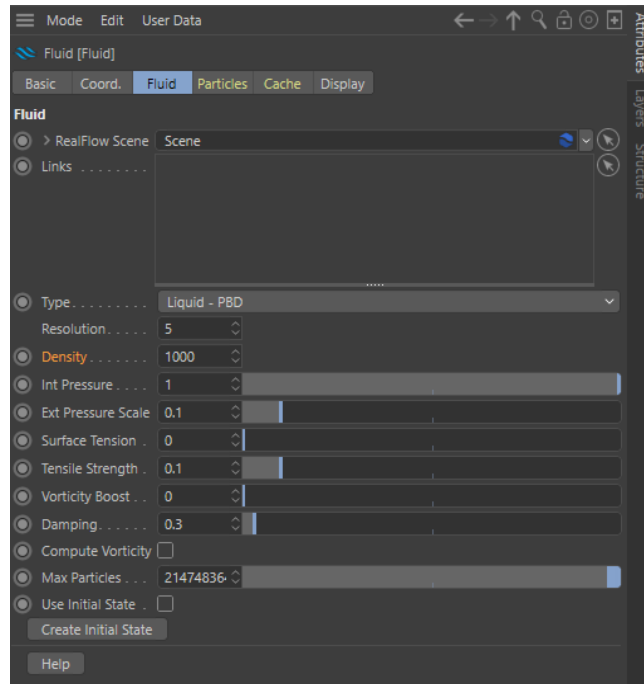 Mode Edit User Data
Fluid [Fluid]
Basic Coord. Fluid Particles Cache Display
Fluid
> RealFlow Scene Scene
Links . . . . . . . .
Type . . . . . . . . . Liquid - PBD
Resolution . . . . . 5
Density . . . . . . . 1000
Int Pressure . . . . 1
Ext Pressure Scale 0.1
Surface Tension . 0
Tensile Strength . 0.1
Vorticity Boost . . 0
Damping . . . . . . 0.3
Compute Vorticity
Max Particles . . . 21474836
Use Initial State .
Create Initial State
Help
Attributes
Layers
Structure